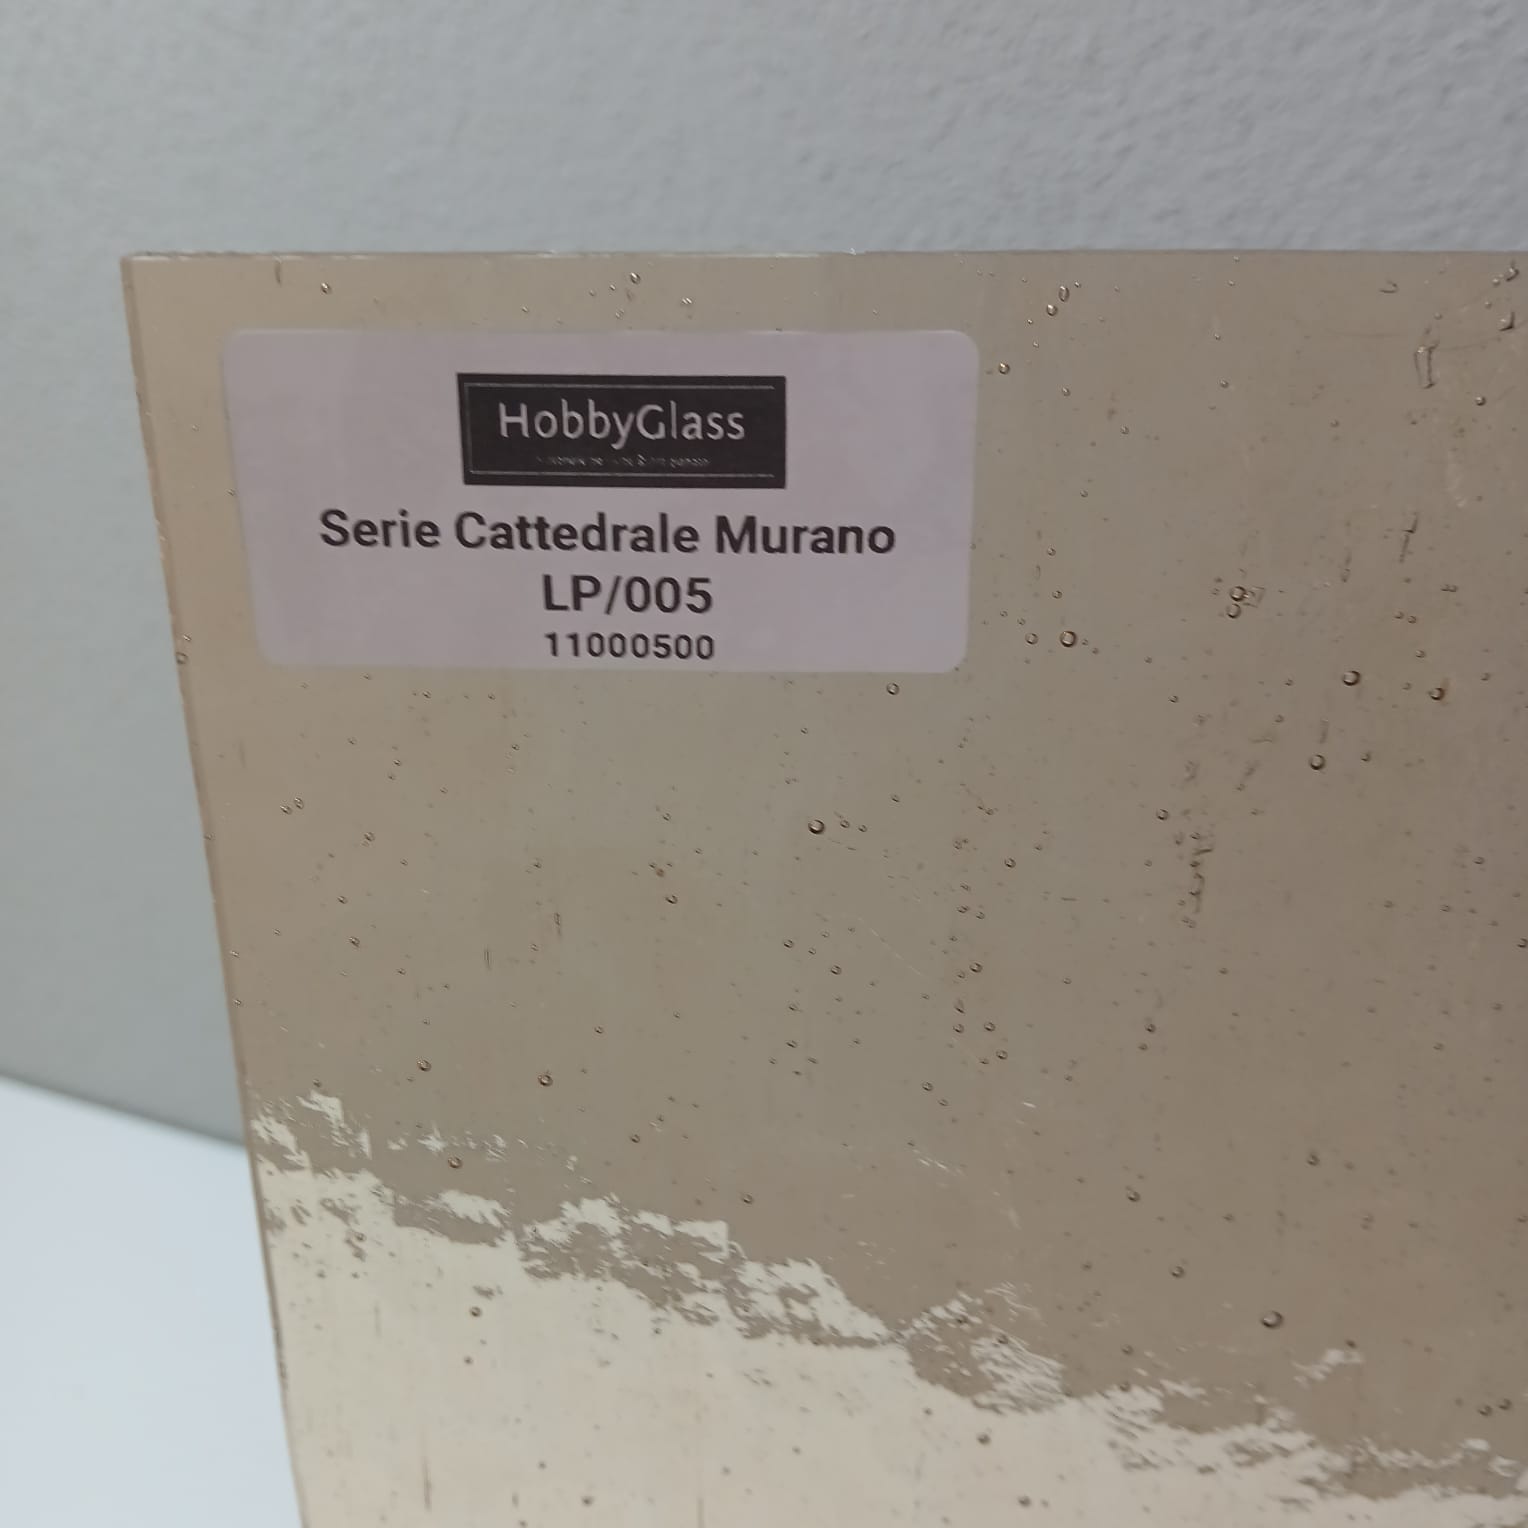 HobbyGlass
Serie Cattedrale Murano
LP/005
11000500